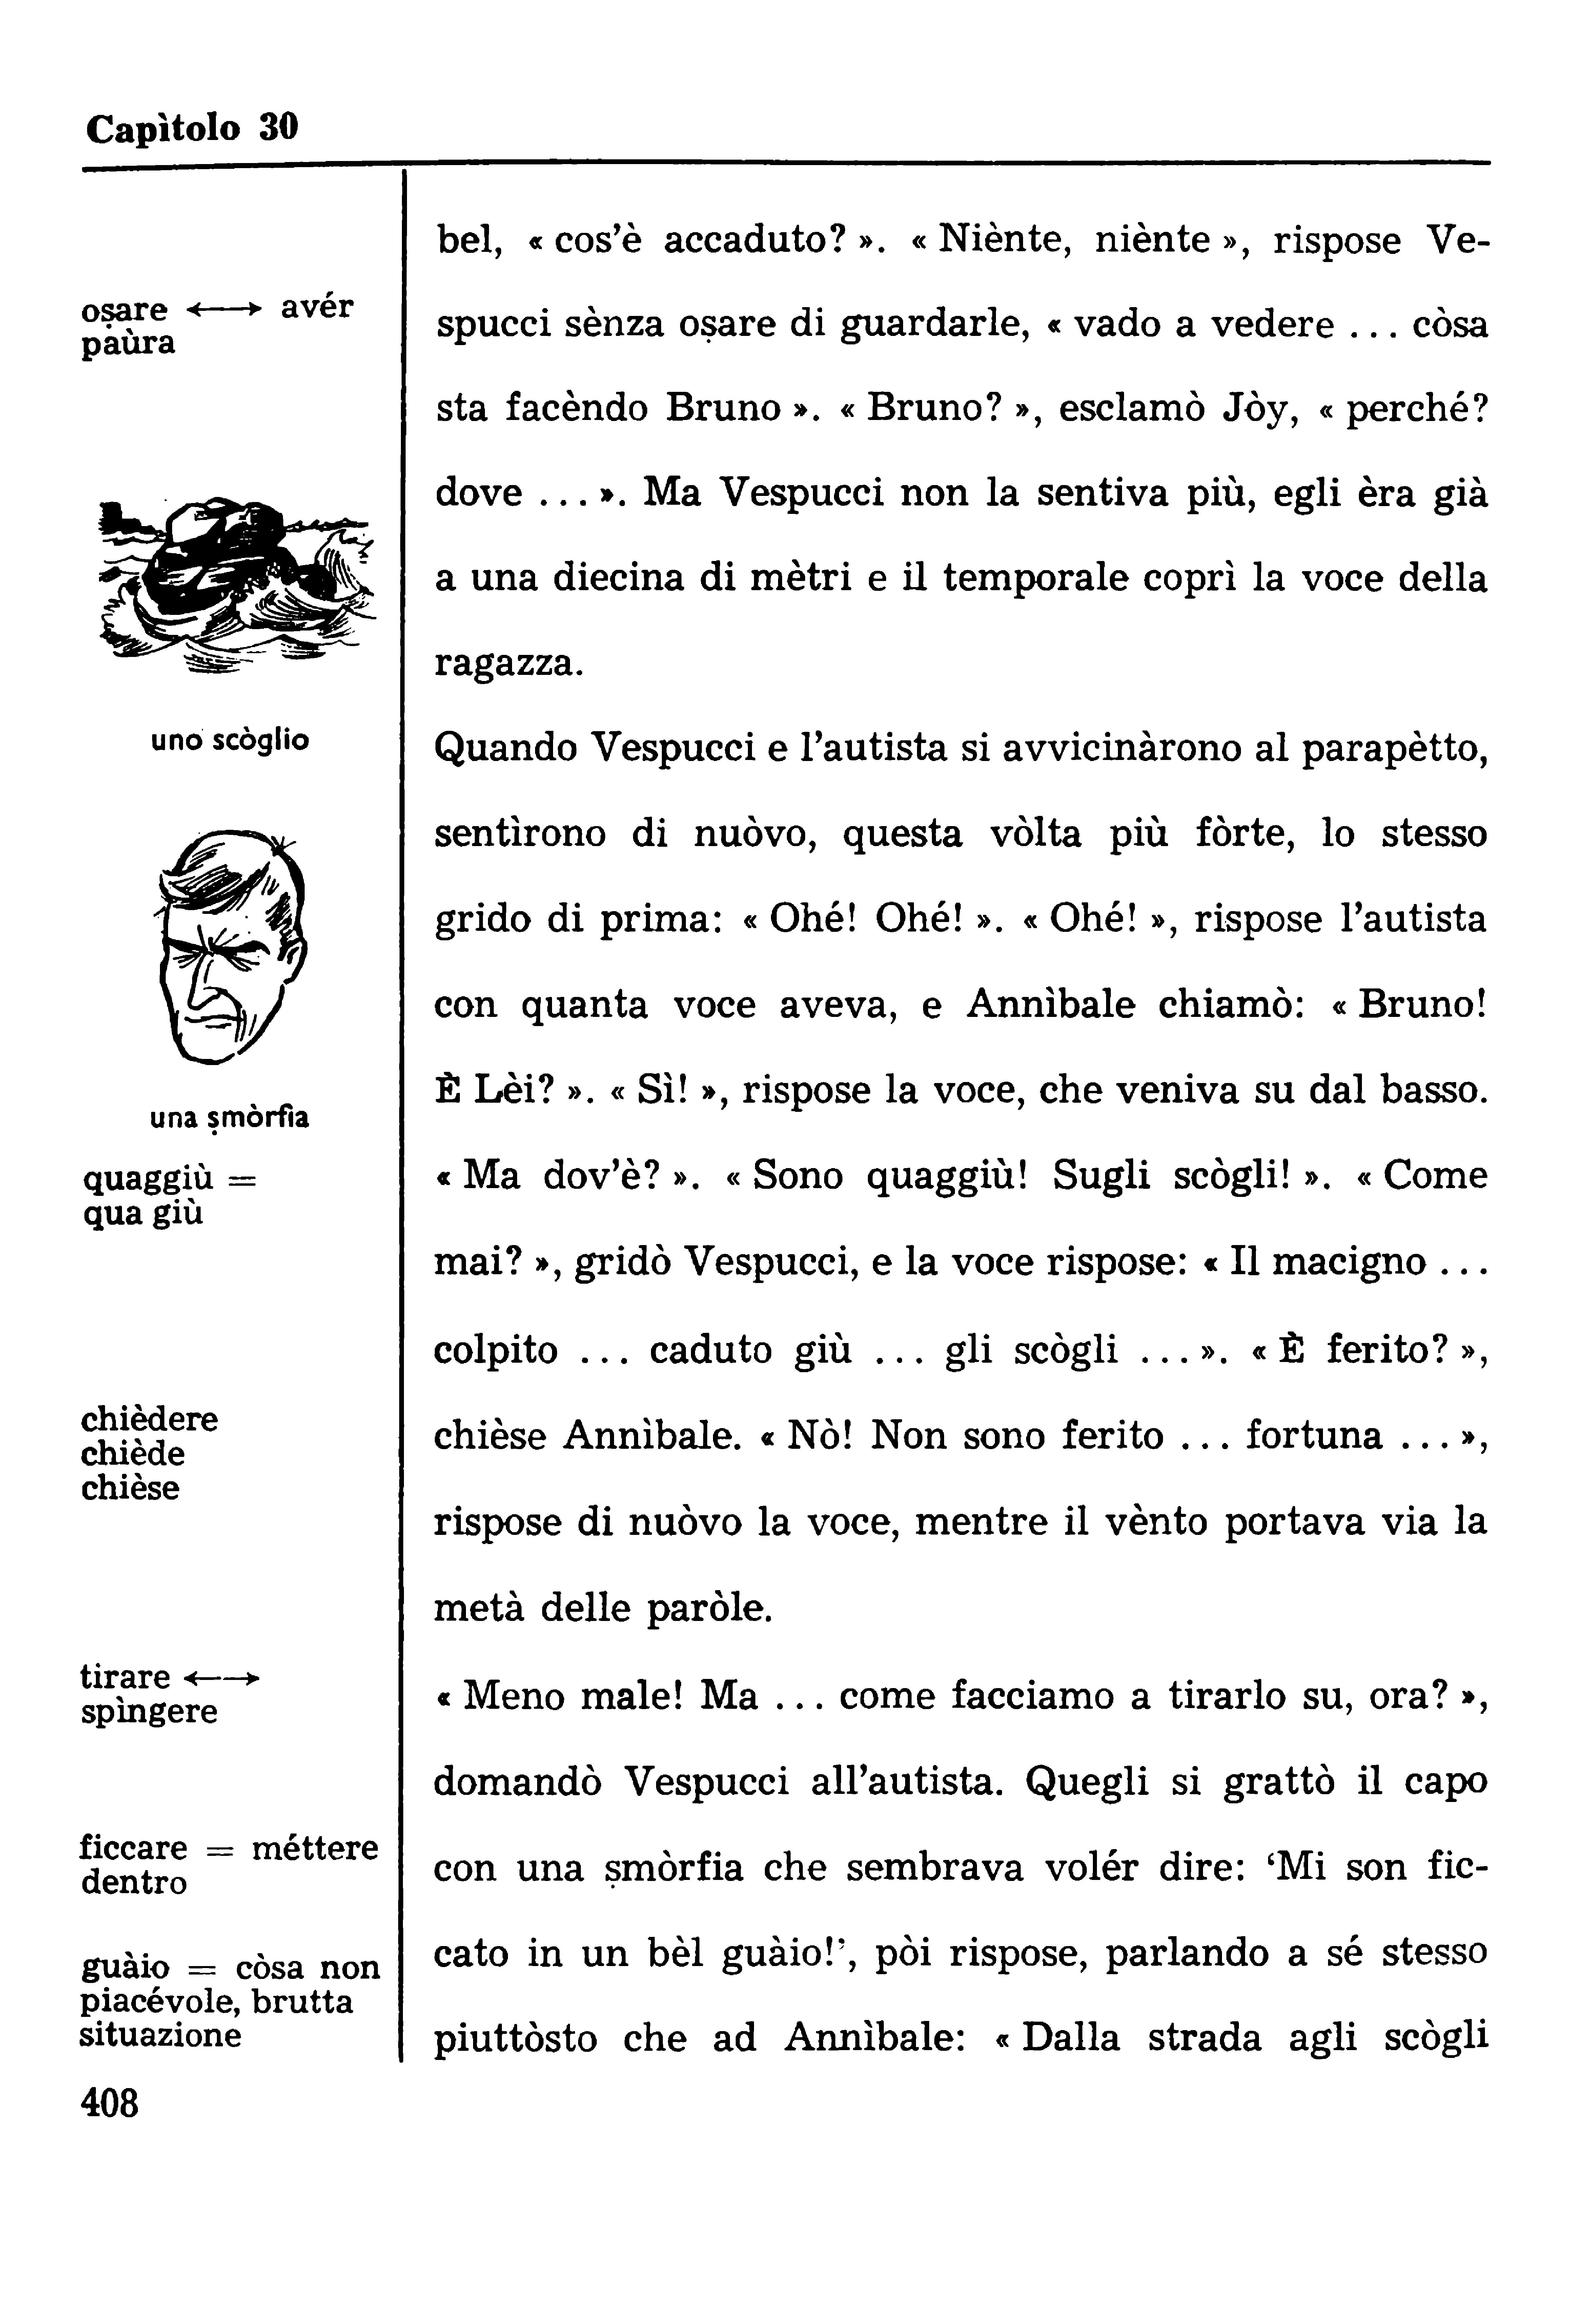 Capìtolo 30
oṣare ←→ avér
paùra
uno scòglio
una ṣmòrfia
quaggiù =
qua giù
chièdere
chiède
chièse
tirare ←→
spìngere
ficcare = méttere
dentro
guàio = còsa non
piacévole, brutta
situazione
bel, « cos’è accaduto? ». « Niènte, niènte », rispose Ve-
spucci sènza oṣare di guardarle, « vado a vedere ... còsa
sta facèndo Bruno ». « Bruno? », esclamò Jòy, « perché?
dove ... ». Ma Vespucci non la sentiva più, egli èra già
a una diecina di mètri e il temporale coprì la voce della
ragazza.
Quando Vespucci e l’autista si avvicinàrono al parapètto,
sentìrono di nuòvo, questa vòlta più fòrte, lo stesso
grido di prima: « Ohé! Ohé! ». « Ohé! », rispose l’autista
con quanta voce aveva, e Annìbale chiamò: « Bruno!
È Lèi? ». « Sì! », rispose la voce, che veniva su dal basso.
« Ma dov’è? ». « Sono quaggiù! Sugli scògli! ». « Come
mai? », gridò Vespucci, e la voce rispose: « Il macigno ...
colpito ... caduto giù ... gli scògli ... ». « È ferito? »,
chièse Annìbale. « Nò! Non sono ferito ... fortuna ... »,
rispose di nuòvo la voce, mentre il vènto portava via la
metà delle paròle.
« Meno male! Ma ... come facciamo a tirarlo su, ora? »,
domandò Vespucci all’autista. Quegli si grattò il capo
con una ṣmòrfia che sembrava volér dire: ‘Mi son fic-
cato in un bèl guàio!’, pòi rispose, parlando a sé stesso
piuttòsto che ad Annìbale: « Dalla strada agli scògli
408